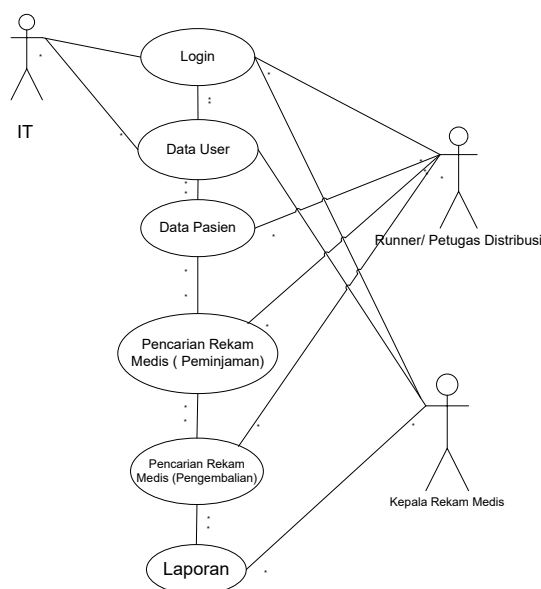 Login
IT
Data User
Data Pasien
Runner/ Petugas Distribusi
Pencarian Rekam
Medis ( Peminjaman)
Pencarian Rekam
Medis (Pengembalian)
Kepala Rekam Medis
Laporan